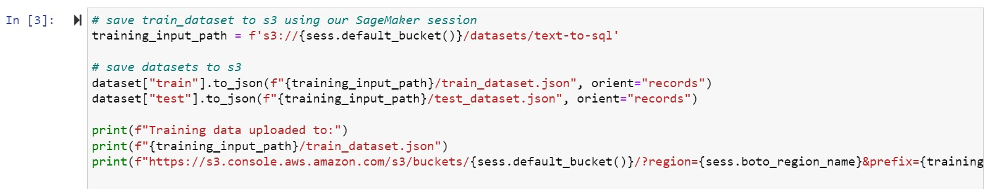 In [3]:
# save train_dataset to s3 using our SageMaker session
training_input_path = f's3://{sess.default_bucket()}/datasets/text-to-sql'
# save datasets to s3
dataset["train"].to_json(f"{training_input_path}/train_dataset.json", orient="records")
dataset["test"].to_json(f"{training_input_path}/test_dataset.json", orient="records")
print(f"Training data uploaded to:")
print(f"{training_input_path}/train_dataset.json")
print(f"https://s3.console.aws.amazon.com/s3/buckets/{sess.default_bucket()}/?region={sess.boto_region_name}&prefix={training